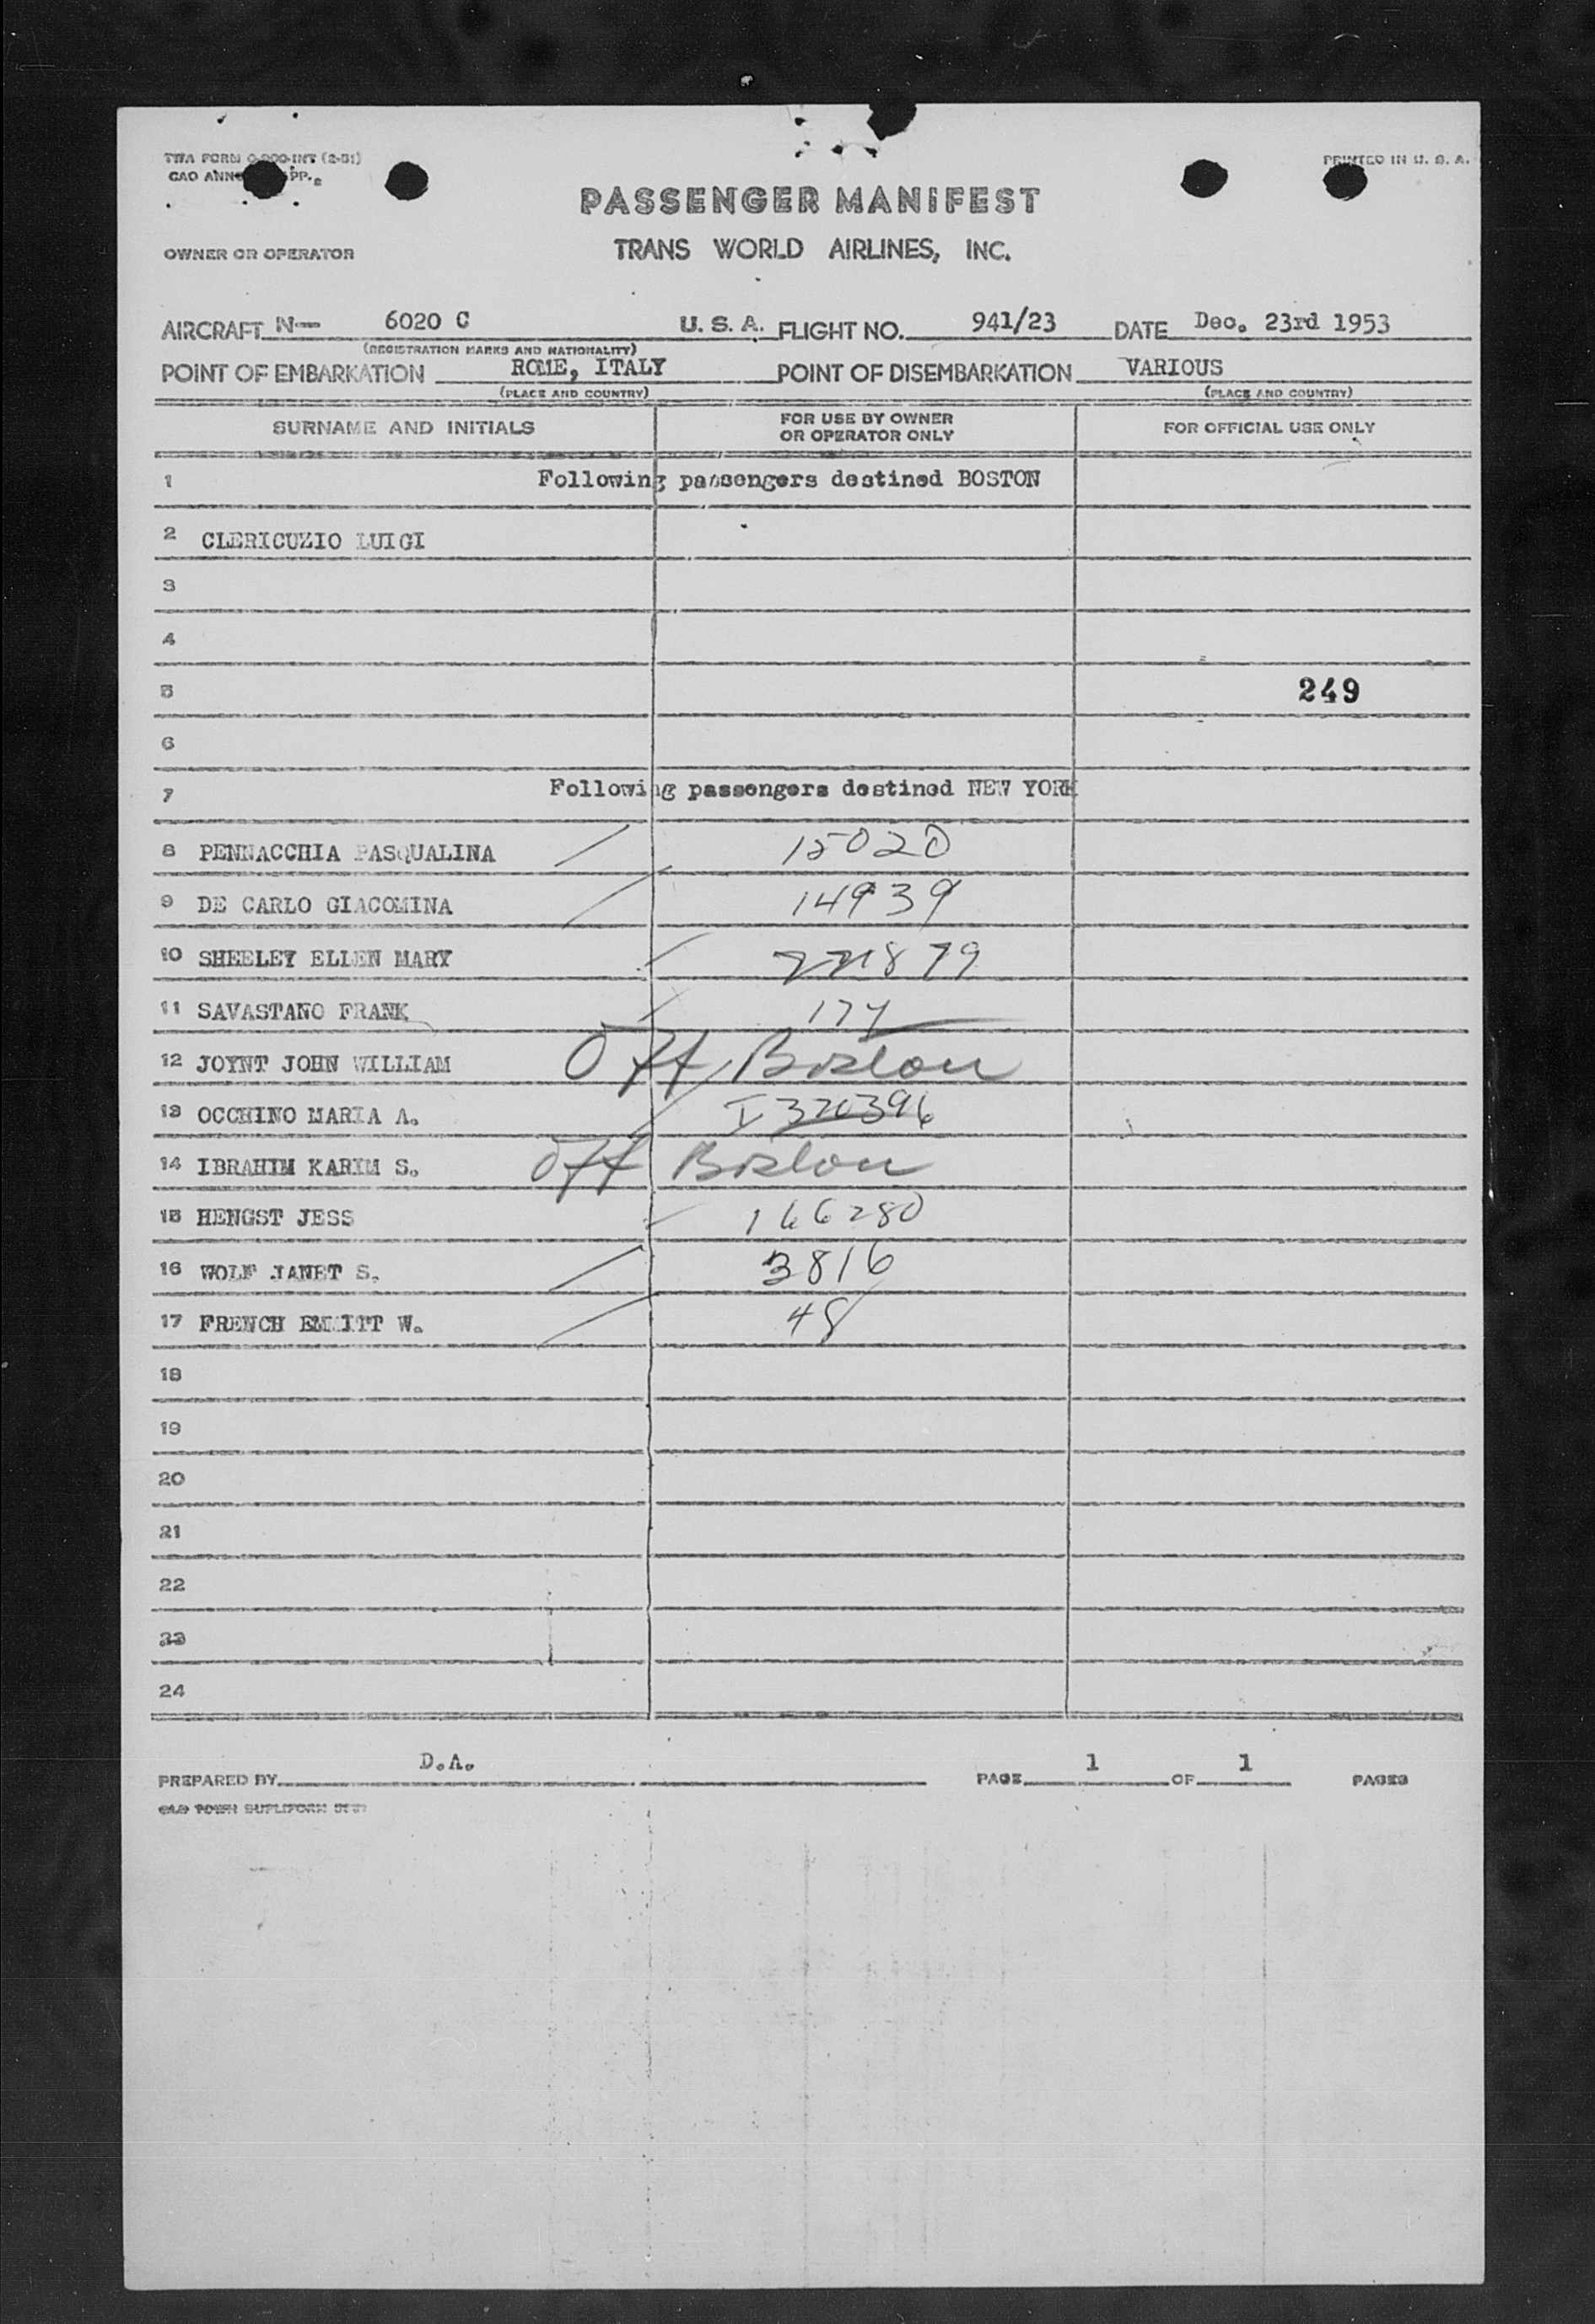 TWA FORM
PRINTED IN U. S. A.
CAO
PASSENGER MANIFEST
OWNER OR OPERATOR
TRANS WORLD AIRLINES, INC.
AIRCRAFT N— 6020 C U. S. A. FLIGHT NO. 941/23 DATE Dec. 23rd 1953
(REGISTRATION MARKS AND NATIONALITY)
POINT OF EMBARKATION ROME, ITALY POINT OF DISEMBARKATION VARIOUS
(PLACE AND COUNTRY) (PLACE AND COUNTRY)
SURNAME AND INITIALS FOR USE BY OWNER OR OPERATOR ONLY FOR OFFICIAL USE ONLY
1 Following passengers destined BOSTON
2 CLERICUZIO LUIGI
3
4
5 249
6
7 Following passengers destined NEW YORK
8 PENNACCHIA PASQUALINA 15020
9 DE CARLO GIACOMINA 14939
10 SHEELEY ELLEN MARY
11 SAVASTANO FRANK 177
12 JOYNT JOHN WILLIAM Off Boston
13 OCCHINO MARIA A.
14 IBRAHIM KARIM S. Off Boston
15 HENGST JESS 166280
16 WOLF JANET S. 3816
17 FRENCH EMMITT W. 48
18
19
20
21
22
23
24
PREPARED BY D.A. PAGE 1 OF 1 PAGES
OLD TOWN